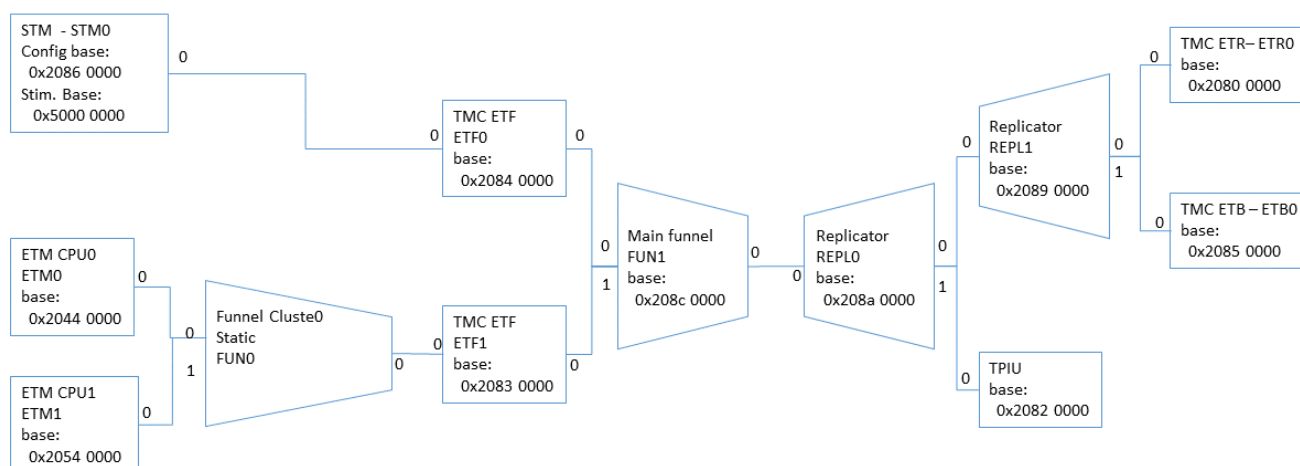 STM - STM0
Config base:
0x2086 0000
Stim. Base:
0x5000 0000
0
0
TMC ETF
ETF0
base:
0x2084 0000
0
ETM CPU0
ETM0
base:
0x2044 0000
0
ETM CPU1
ETM1
base:
0x2054 0000
0
0
1
Funnel Cluste0
Static
FUN0
0
0
TMC ETF
ETF1
base:
0x2083 0000
0
0
1
Main funnel
FUN1
base:
0x208c 0000
0
0
Replicator
REPL0
base:
0x208a 0000
0
1
0
Replicator
REPL1
base:
0x2089 0000
0
1
0
TMC ETR– ETR0
base:
0x2080 0000
0
TMC ETB – ETB0
base:
0x2085 0000
0
TPIU
base:
0x2082 0000